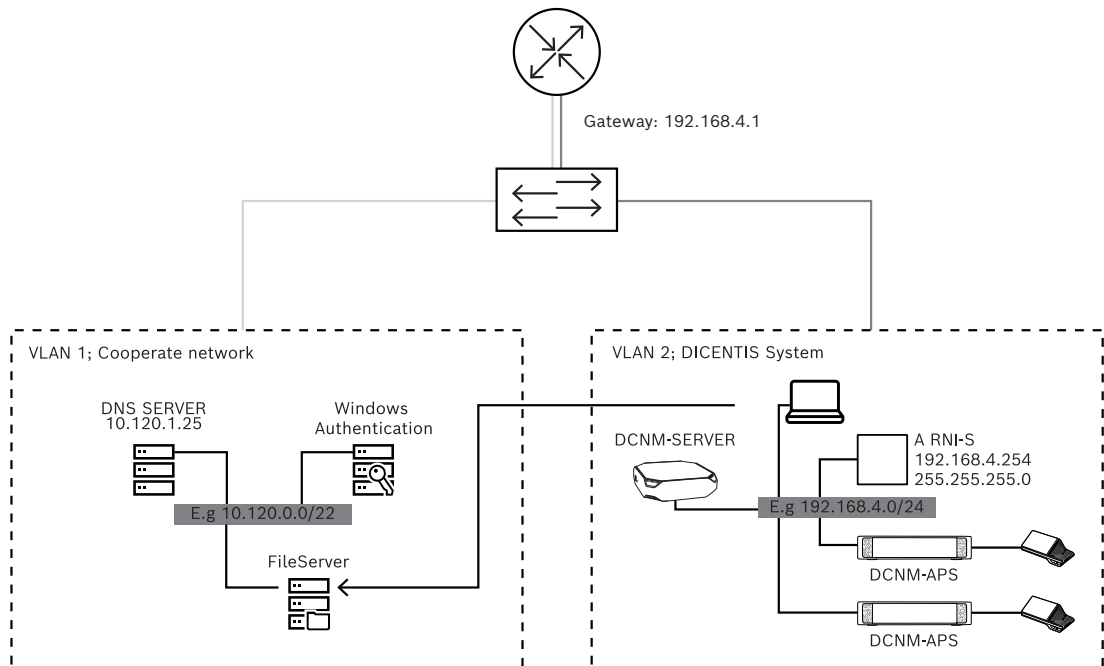 Gateway: 192.168.4.1
VLAN 1; Cooperate network
DNS SERVER
10.120.1.25
Windows
Authentication
E.g 10.120.0.0/22
FileServer
VLAN 2; DICENTIS System
DCNM-SERVER
A RNI-S
192.168.4.254
255.255.255.0
E.g 192.168.4.0/24
DCNM-APS
DCNM-APS